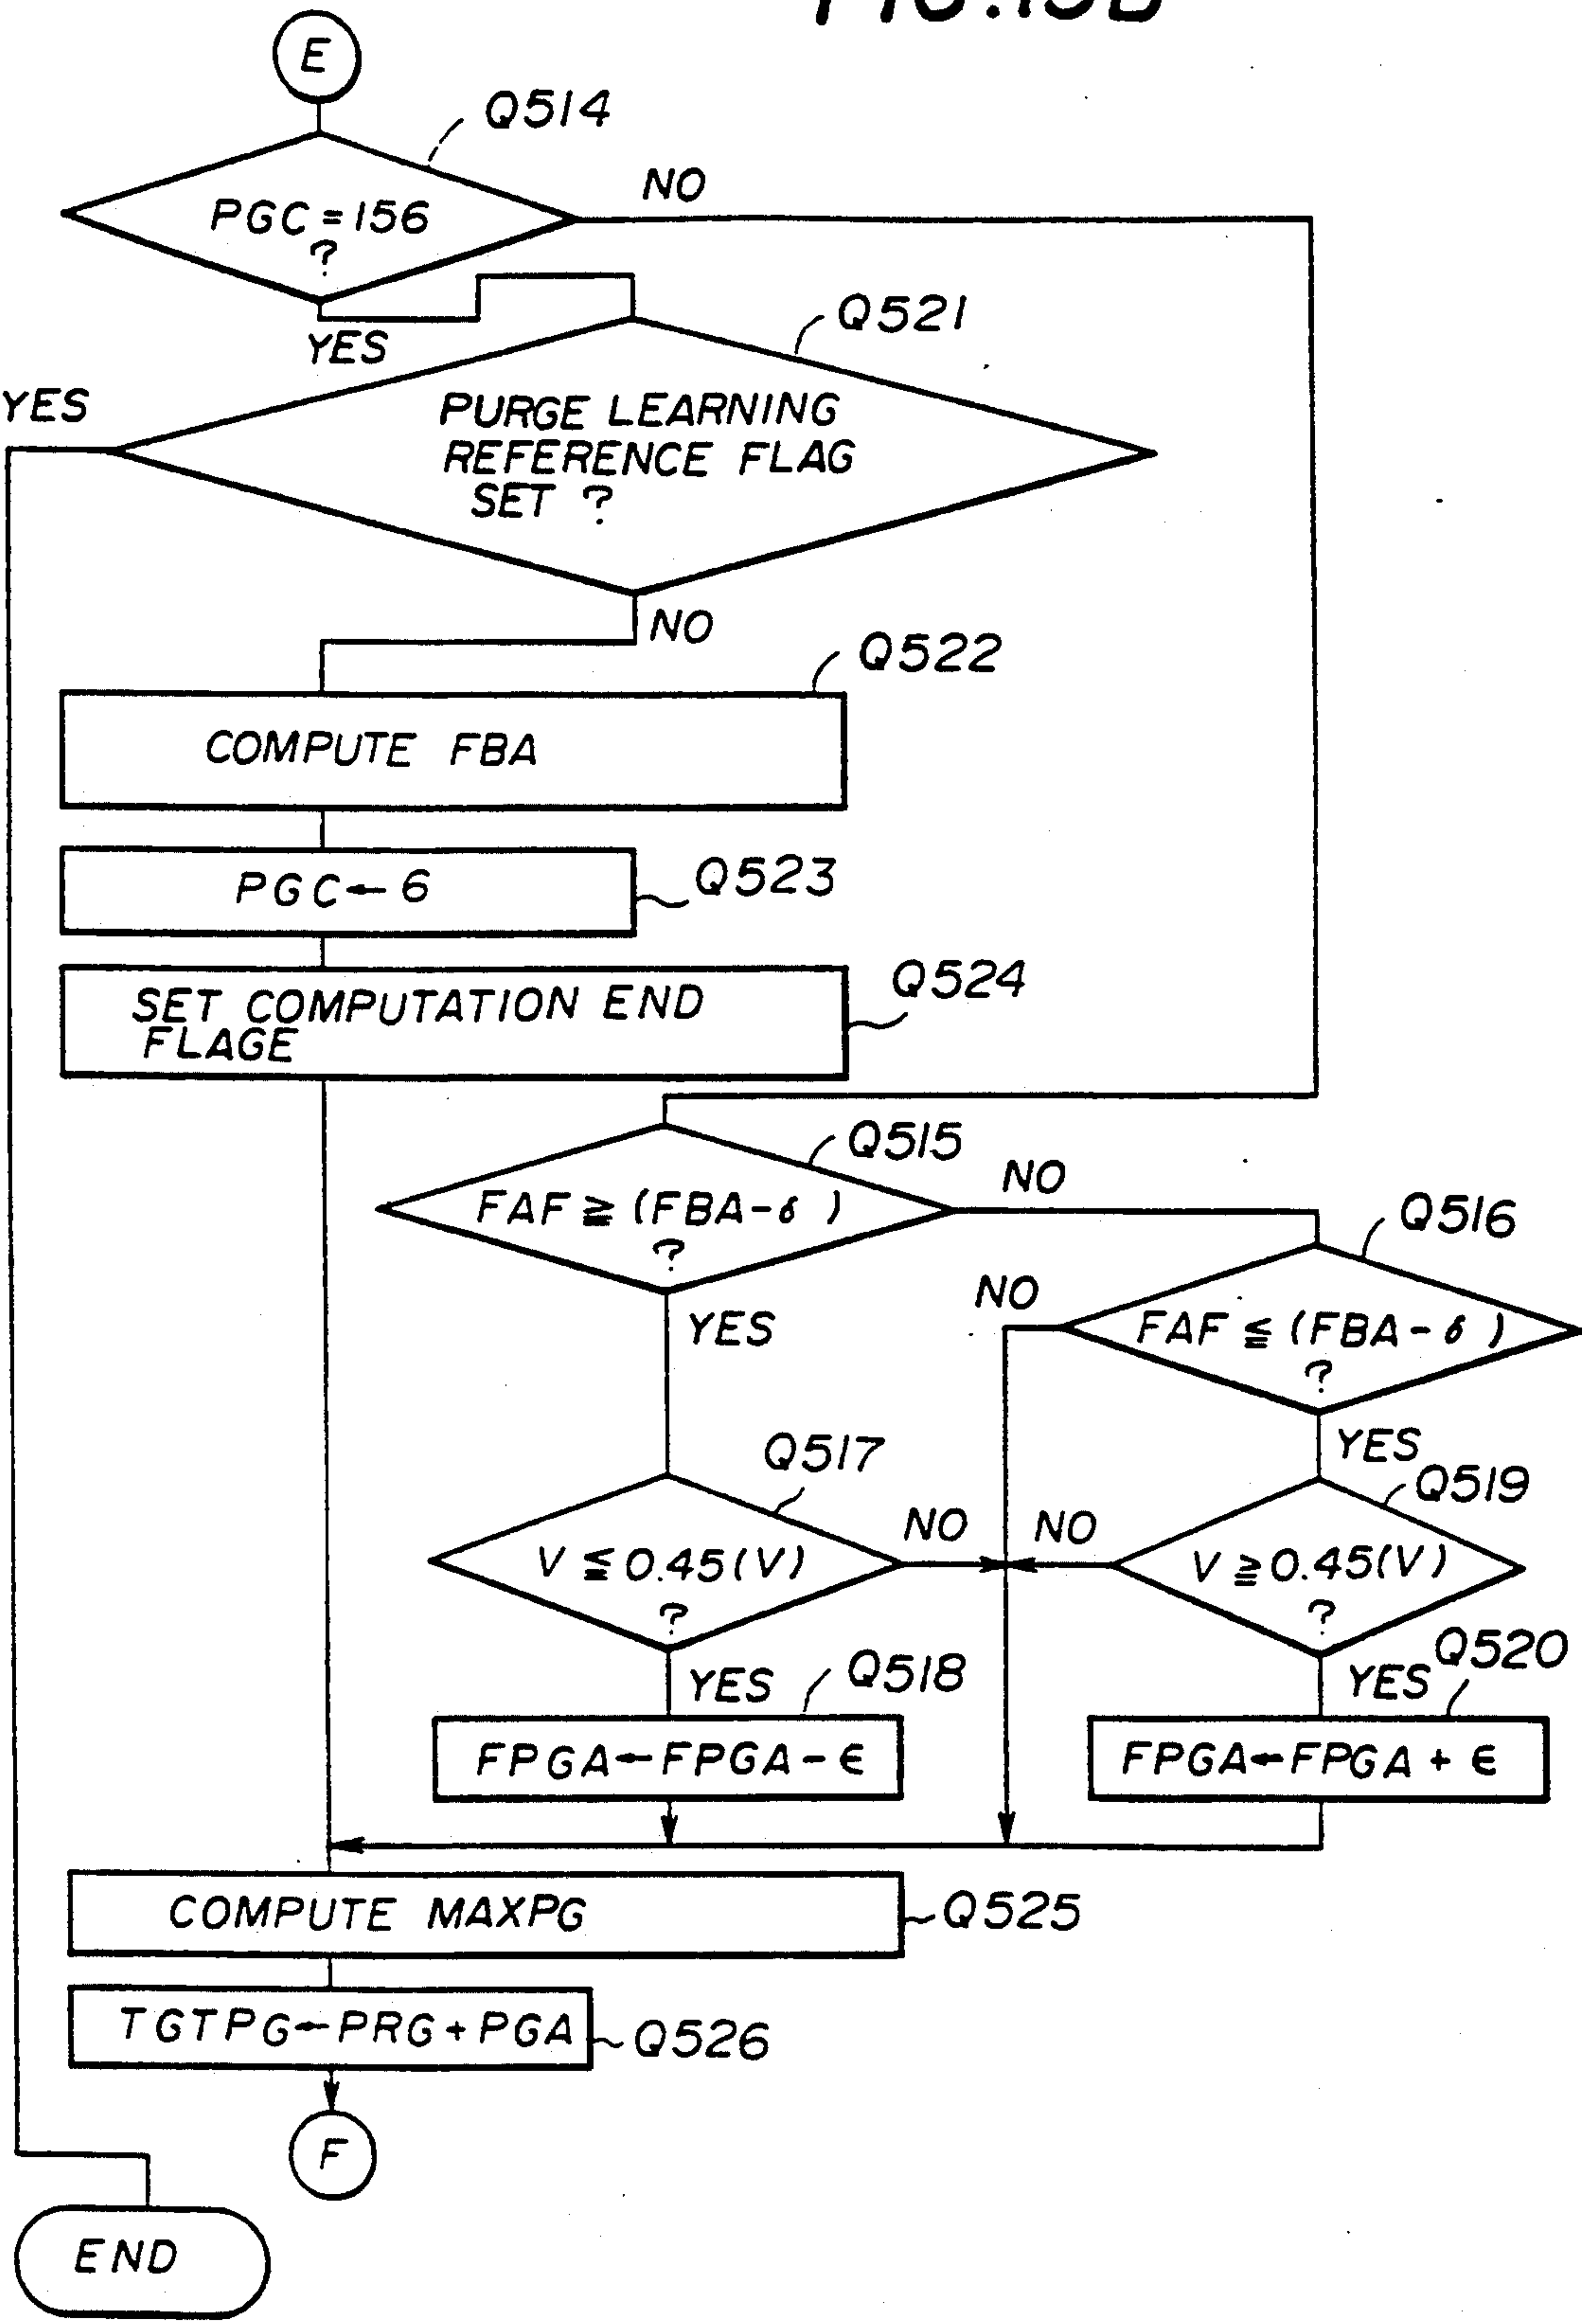 E
Q514
NO
PGC=156
?
YES
Q521
YES
PURGE LEARNING
REFERENCE FLAG
SET ?
NO
Q522
COMPUTE FBA
PGC←6
Q523
SET COMPUTATION END
FLAGE
Q524
Q515
FAF ≧ (FBA-δ )
?
NO
Q516
YES
NO
FAF ≦ (FBA-δ )
?
YES
Q517
Q519
V ≦ 0.45(V)
?
NO
NO
V ≧ 0.45(V)
?
YES
Q518
YES
Q520
FPGA←FPGA-ϵ
FPGA←FPGA+ϵ
COMPUTE MAXPG
Q525
TGTPG←PRG+PGA
Q526
F
END